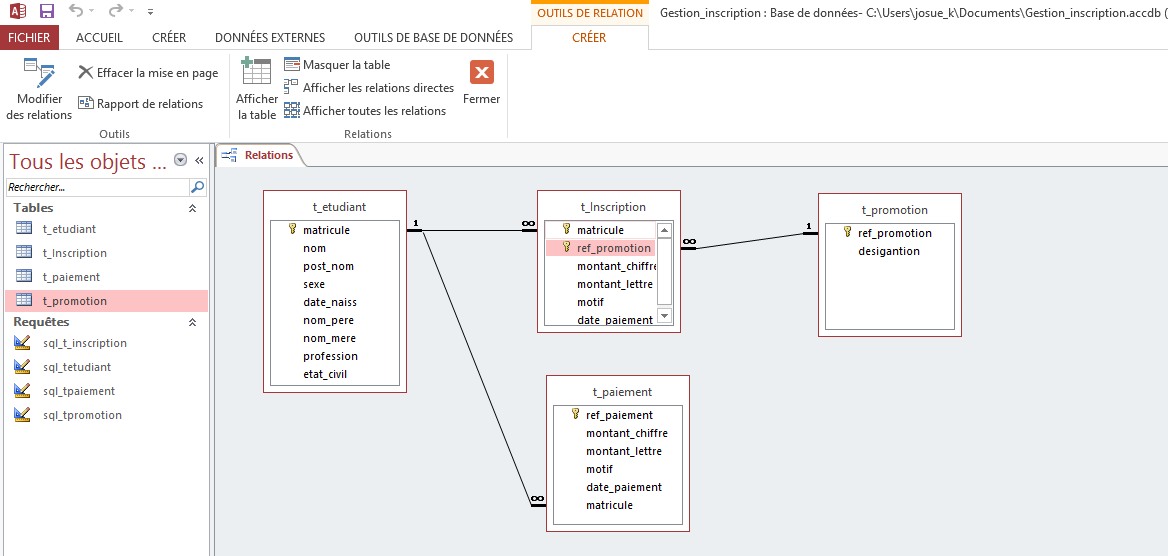 OUTILS DE RELATION
Gestion_inscription : Base de données- C:\Users\josue_k\Documents\Gestion_inscription.accdb (
FICHIER
ACCUEIL
CRÉER
DONNÉES EXTERNES
OUTILS DE BASE DE DONNÉES
CRÉER
Modifier
des relations
Effacer la mise en page
Rapport de relations
Outils
Afficher
la table
Masquer la table
Afficher les relations directes
Afficher toutes les relations
Relations
Fermer
Tous les objets ...
«
Rechercher...
Tables
t_etudiant
t_Inscription
t_paiement
t_promotion
Requêtes
sql_t_inscription
sql_tetudiant
sql_tpaiement
sql_tpromotion
Relations
t_etudiant
matricule
nom
post_nom
sexe
date_naiss
nom_pere
nom_mere
profession
etat_civil
1
∞
t_Inscription
matricule
ref_promotion
montant_chiffre
montant_lettre
motif
date_paiement
∞
1
t_promotion
ref_promotion
desigantion
t_paiement
ref_paiement
montant_chiffre
montant_lettre
motif
date_paiement
matricule
∞